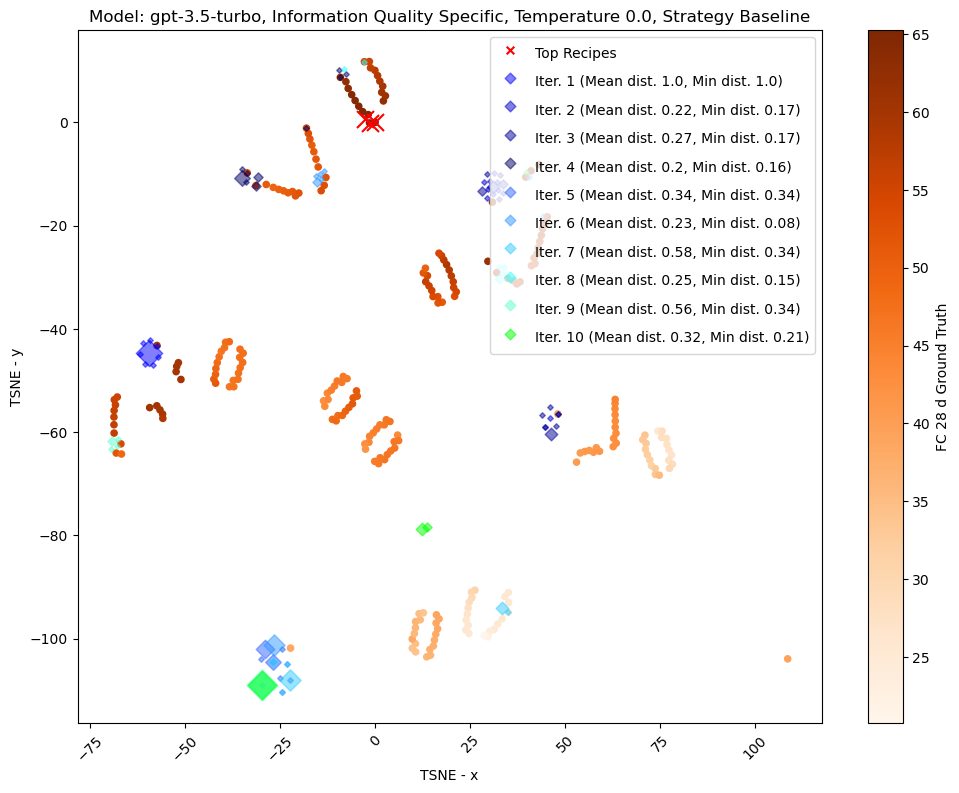 Model: gpt-3.5-turbo, Information Quality Specific, Temperature 0.0, Strategy Baseline
Top Recipes
Iter. 1 (Mean dist. 1.0, Min dist. 1.0)
Iter. 2 (Mean dist. 0.22, Min dist. 0.17)
Iter. 3 (Mean dist. 0.27, Min dist. 0.17)
Iter. 4 (Mean dist. 0.2, Min dist. 0.16)
Iter. 5 (Mean dist. 0.34, Min dist. 0.34)
Iter. 6 (Mean dist. 0.23, Min dist. 0.08)
Iter. 7 (Mean dist. 0.58, Min dist. 0.34)
Iter. 8 (Mean dist. 0.25, Min dist. 0.15)
Iter. 9 (Mean dist. 0.56, Min dist. 0.34)
Iter. 10 (Mean dist. 0.32, Min dist. 0.21)
0
−20
−40
−60
−80
−100
TSNE - y
−75
−50
−25
0
25
50
75
100
TSNE - x
65
60
55
50
45
40
35
30
25
FC 28 d Ground Truth